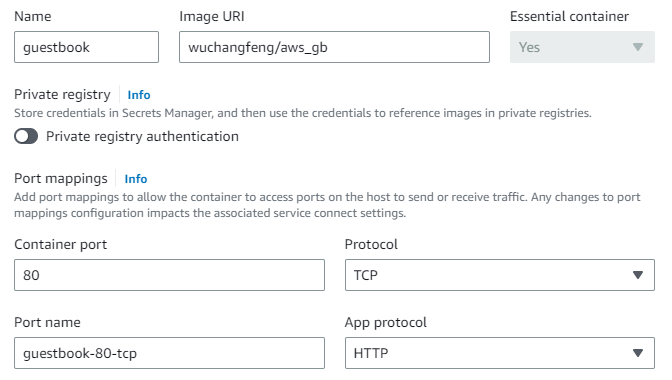 Name Image URI Essential container
guestbook wuchangfeng/aws_gb Yes
Private registry Info
Store credentials in Secrets Manager, and then use the credentials to reference images in private registries.
Private registry authentication
Port mappings Info
Add port mappings to allow the container to access ports on the host to send or receive traffic. Any changes to port
mappings configuration impacts the associated service connect settings.
Container port Protocol
80 TCP
Port name App protocol
guestbook-80-tcp HTTP